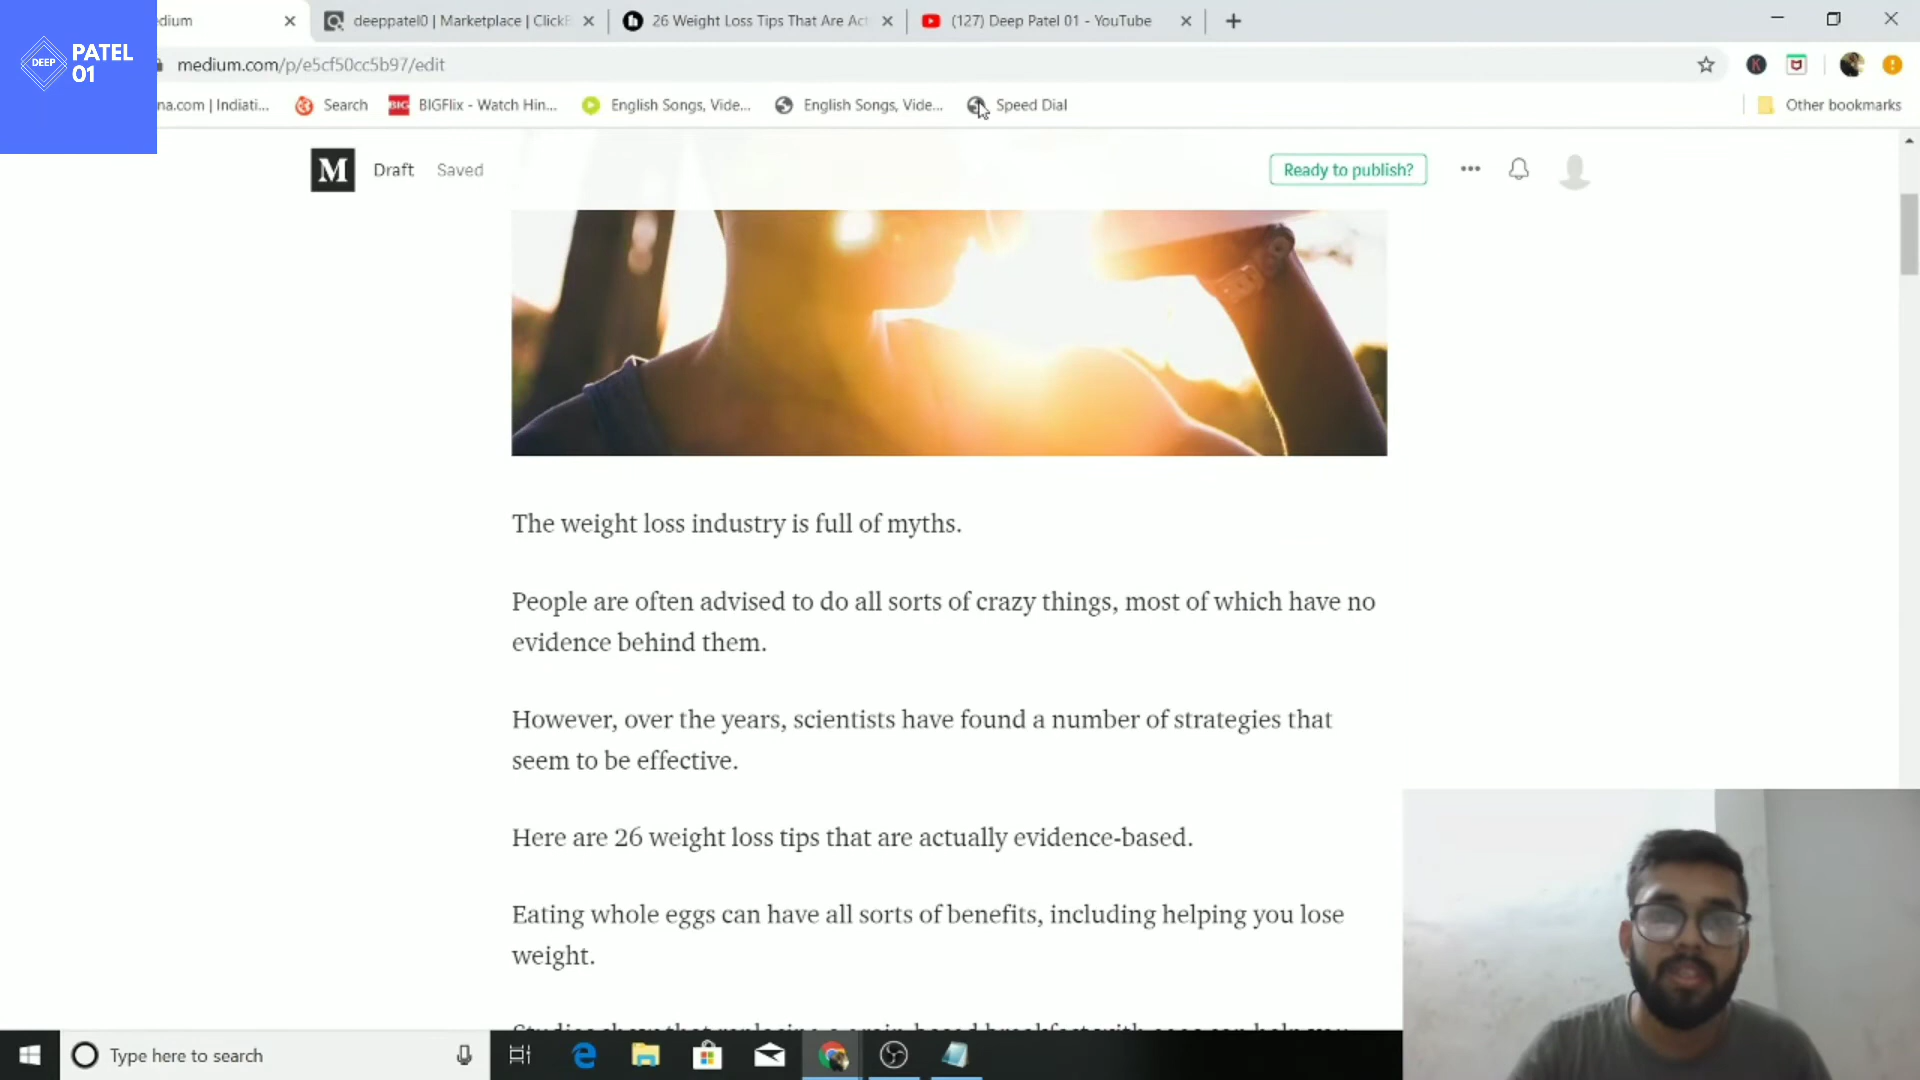 DEEP
PATEL
01
edium
deeppatel0 | Marketplace | Click
26 Weight Loss Tips That Are Ac
(127) Deep Patel 01 - YouTube
medium.com/p/e5cf50cc5b97/edit
na.com | Indiati...
Search
BIG
BIGFlix - Watch Hin...
English Songs, Vide...
English Songs, Vide...
Speed Dial
Other bookmarks
M
Draft
Saved
Ready to publish?
The weight loss industry is full of myths.
People are often advised to do all sorts of crazy things, most of which have no
evidence behind them.
However, over the years, scientists have found a number of strategies that
seem to be effective.
Here are 26 weight loss tips that are actually evidence-based.
Eating whole eggs can have all sorts of benefits, including helping you lose
weight.
Type here to search